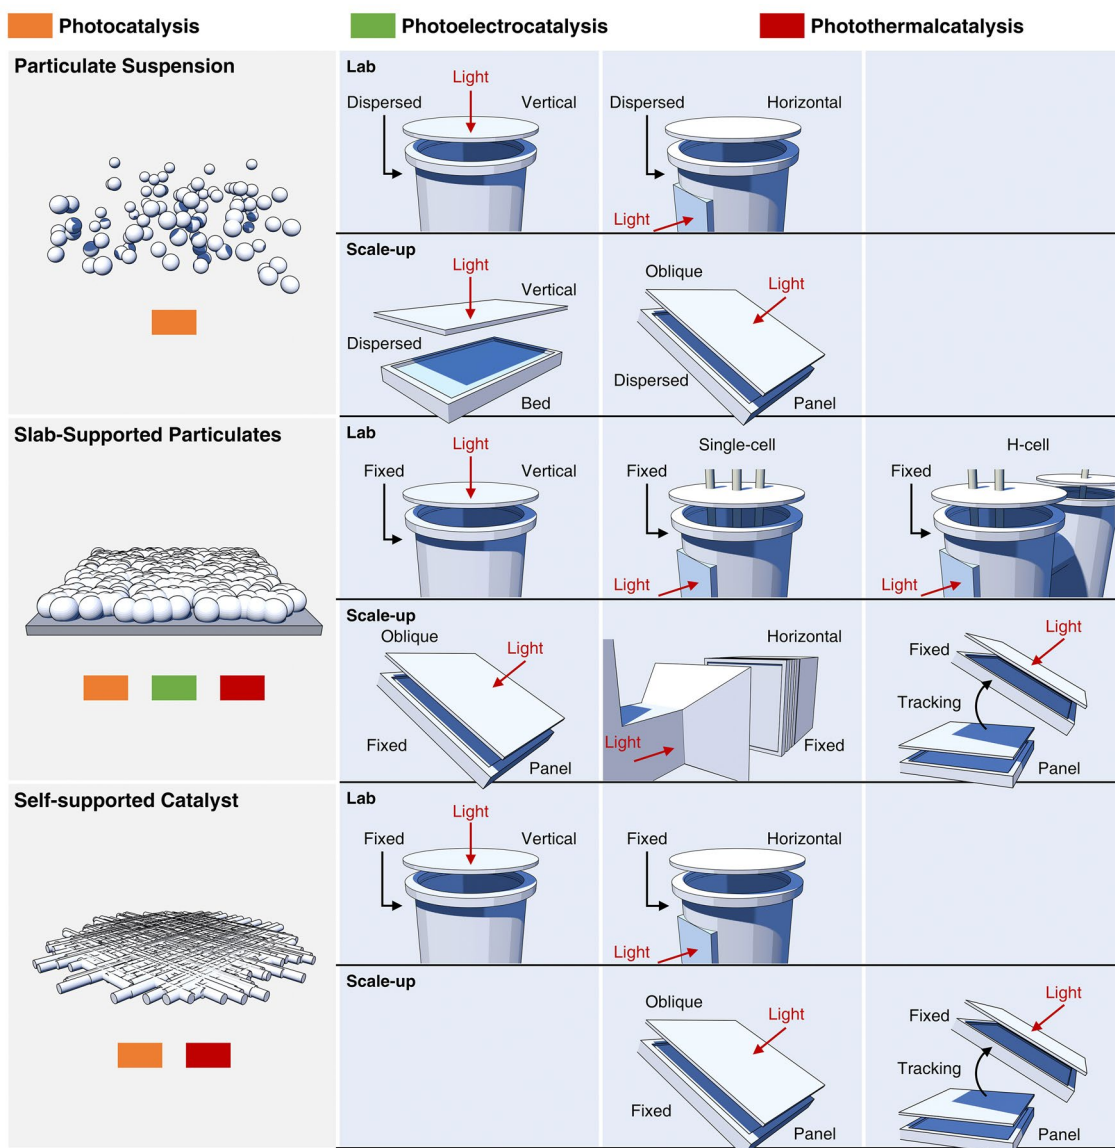 Photocatalysis
Photoelectrocatalysis
Photothermalcatalysis
Particulate Suspension
Lab
Light
Dispersed
Vertical
Dispersed
Horizontal
Light
Scale-up
Light
Vertical
Dispersed
Bed
Oblique
Light
Dispersed
Panel
Slab-Supported Particulates
Lab
Light
Fixed
Vertical
Single-cell
Fixed
Light
H-cell
Fixed
Light
Scale-up
Oblique
Light
Fixed
Panel
Horizontal
Light
Fixed
Light
Fixed
Tracking
Panel
Self-supported Catalyst
Lab
Light
Fixed
Vertical
Fixed
Horizontal
Light
Scale-up
Oblique
Light
Fixed
Panel
Light
Fixed
Tracking
Panel